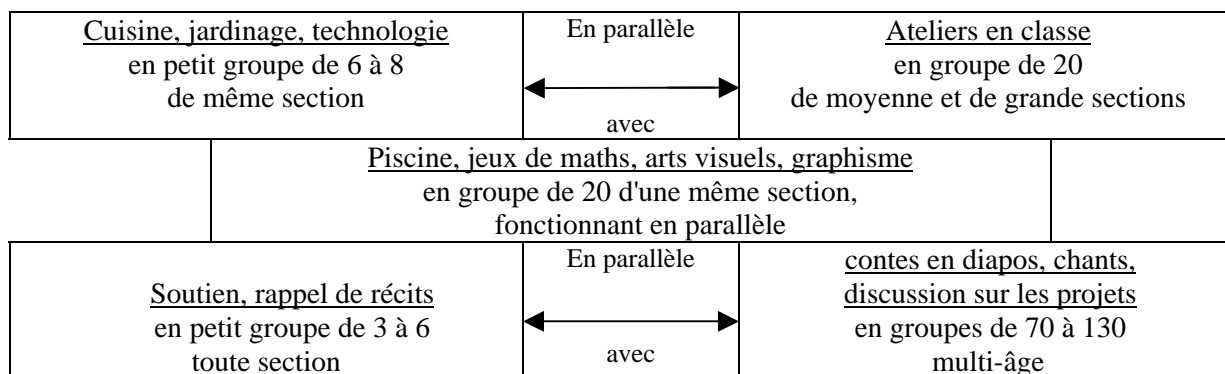 Cuisine, jardinage, technologie
en petit groupe de 6 à 8
de même section
En parallèle
avec
Ateliers en classe
en groupe de 20
de moyenne et de grande sections
Piscine, jeux de maths, arts visuels, graphisme
en groupe de 20 d'une même section,
fonctionnant en parallèle
Soutien, rappel de récits
en petit groupe de 3 à 6
toute section
En parallèle
avec
contes en diapos, chants,
discussion sur les projets
en groupes de 70 à 130
multi-âge